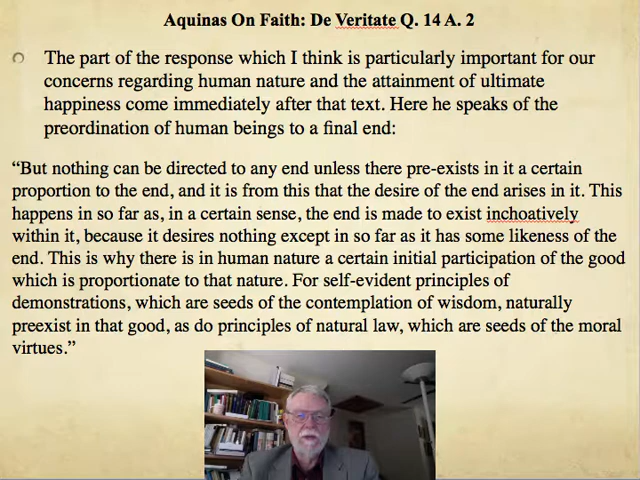 Aquinas On Faith: De Veritate Q. 14 A. 2
The part of the response which I think is particularly important for our
concerns regarding human nature and the attainment of ultimate
happiness come immediately after that text. Here he speaks of the
preordination of human beings to a final end:
“But nothing can be directed to any end unless there pre-exists in it a certain
proportion to the end, and it is from this that the desire of the end arises in it. This
happens in so far as, in a certain sense, the end is made to exist inchoatively
within it, because it desires nothing except in so far as it has some likeness of the
end. This is why there is in human nature a certain initial participation of the good
which is proportionate to that nature. For self-evident principles of
demonstrations, which are seeds of the contemplation of wisdom, naturally
preexist in that good, as do principles of natural law, which are seeds of the moral
virtues.”